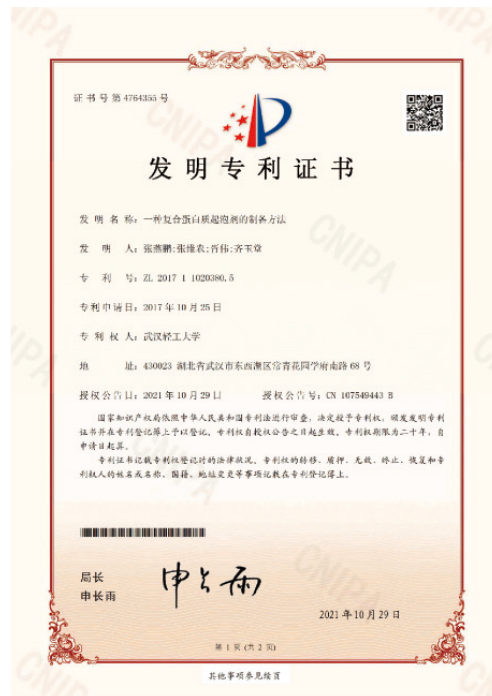 证书号第4764355号
发明专利证书
发明名称：一种复合蛋白质起泡剂的制备方法
发明人：张燕鹏;张维农;胥伟;齐玉堂
专利号：ZL 2017 1 1020380.5
专利申请日：2017年10月25日
专利权人：武汉轻工大学
地址：430023 湖北省武汉市东西湖区常青花园学府南路68号
授权公告日：2021年10月29日 授权公告号：CN 107549443 B
国家知识产权局依照中华人民共和国专利法进行审查，决定授予专利权，颁发发明专利
证书并在专利登记簿上予以登记。专利权自授权公告之日起生效。专利权期限为二十年，自
申请日起算。
专利证书记载专利权登记时的法律状况。专利权的转移、质押、无效、终止、恢复和专
利权人的姓名或名称、国籍、地址变更等事项记载在专利登记簿上。
局长
申长雨
申长雨
2021年10月29日
第 1 页 (共 2 页)
其他事项参见续页
CNIPA
CNIPA
CNIPA
CNIPA